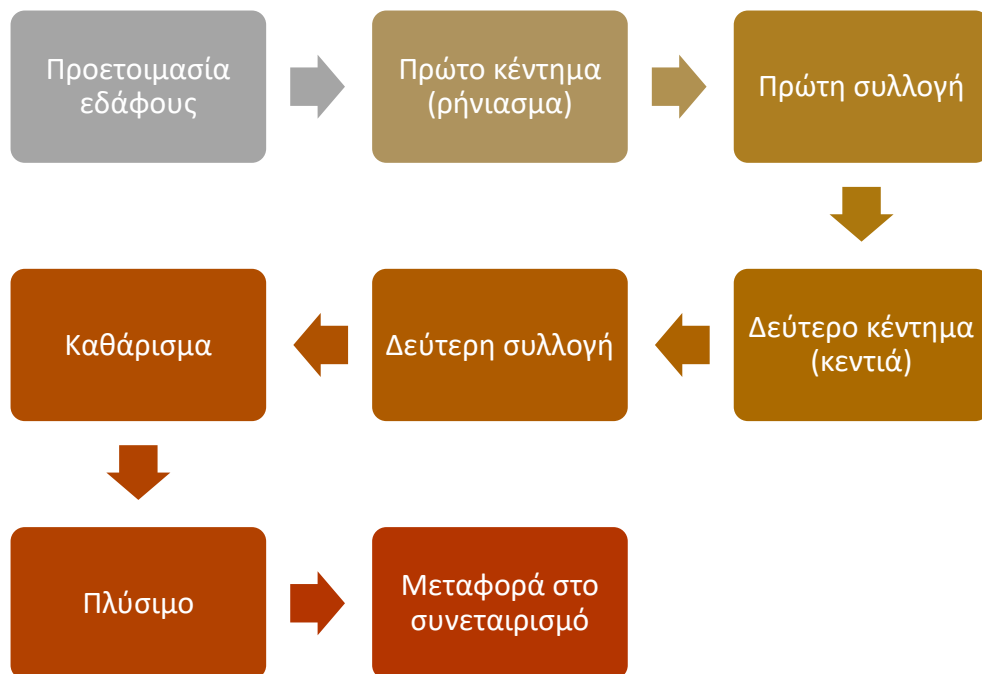 Προετοιμασία
εδάφους
Πρώτο κέντημα
(ρήνιασμα)
Πρώτη συλλογή
Δεύτερο κέντημα
(κεντιά)
Δεύτερη συλλογή
Καθάρισμα
Πλύσιμο
Μεταφορά στο
συνεταιρισμό